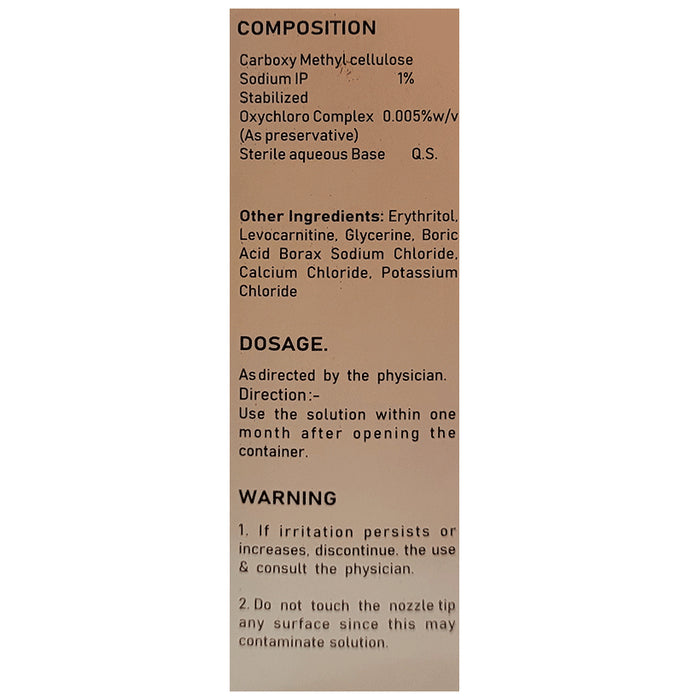 COMPOSITION
Carboxy Methyl cellulose
Sodium IP 1%
Stabilized
Oxychloro Complex 0.005%w/v
(As preservative)
Sterile aqueous Base Q.S.
Other Ingredients: Erythritol,
Levocarnitine, Glycerine, Boric
Acid Borax Sodium Chloride,
Calcium Chloride, Potassium
Chloride
DOSAGE.
As directed by the physician.
Direction:-
Use the solution within one
month after opening the
container.
WARNING
1. If irritation persists or
increases, discontinue. the use
& consult the physician.
2. Do not touch the nozzle tip
any surface since this may
contaminate solution.